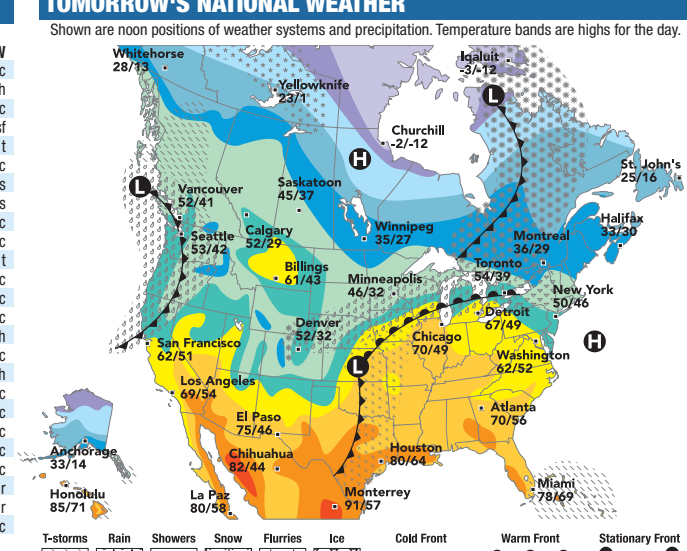 TOMORROW'S NATIONAL WEATHER
Shown are noon positions of weather systems and precipitation. Temperature bands are highs for the day.
Whitehorse
28/13
Yellowknife
23/1
Iqaluit
-3/-12
L
Churchill
-2/-12
H
St. John's
25/16
L
Vancouver
52/41
Saskatoon
45/37
Calgary
52/29
Winnipeg
35/27
Halifax
33/30
Montreal
36/29
Seattle
53/42
Billings
61/43
Minneapolis
46/32
Toronto
54/39
New York
50/46
Detroit
67/49
Denver
52/32
Chicago
70/49
H
San Francisco
62/51
Washington
62/52
L
Los Angeles
69/54
Atlanta
70/56
El Paso
75/46
Houston
80/64
Anchorage
33/14
Chihuahua
82/44
Honolulu
85/71
La Paz
80/58
Monterrey
91/57
Miami
78/69
T-storms Rain Showers Snow Flurries Ice Cold Front Warm Front Stationary Front